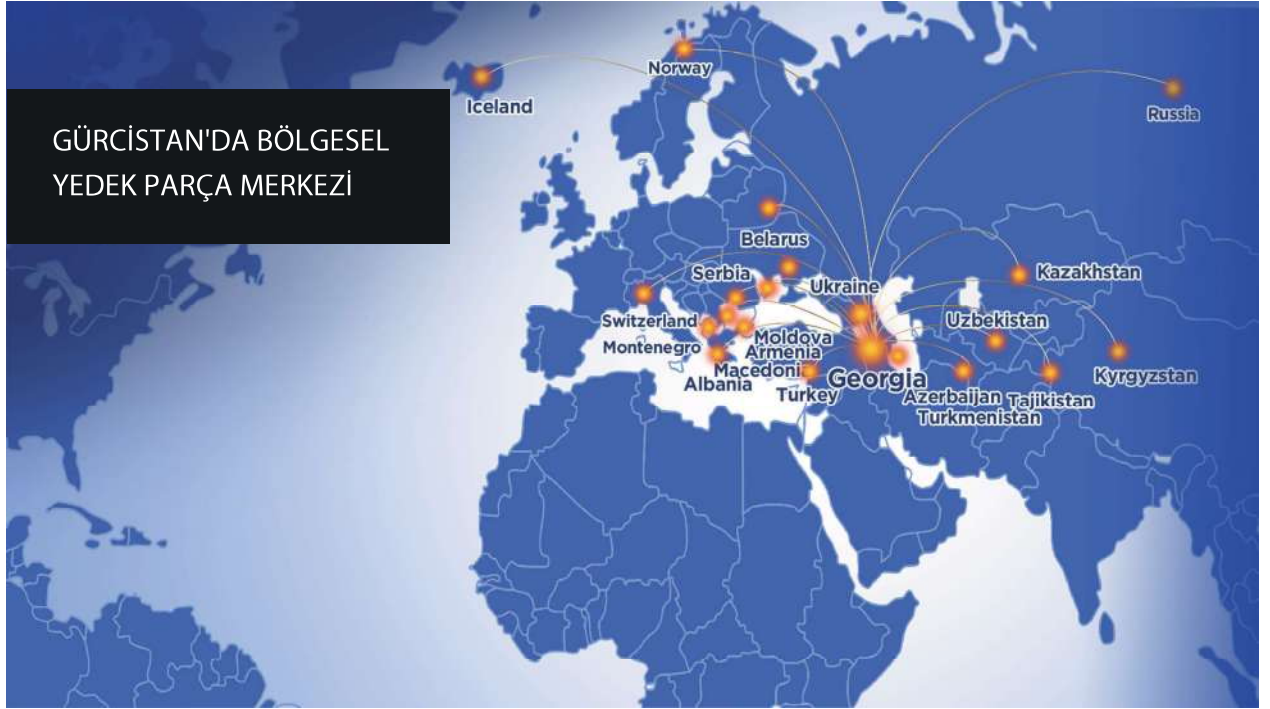 Norway
Iceland
Russia
GÜRCİSTAN'DA BÖLGESEL
YEDEK PARÇA MERKEZİ
Belarus
Serbia
Kazakhstan
Ukraine
Switzerland
Uzbekistan
Moldova
Montenegro
Armenia
Macedonia
Albania
Georgia
Kyrgyzstan
Turkey
Azerbaijan
Tajikistan
Turkmenistan